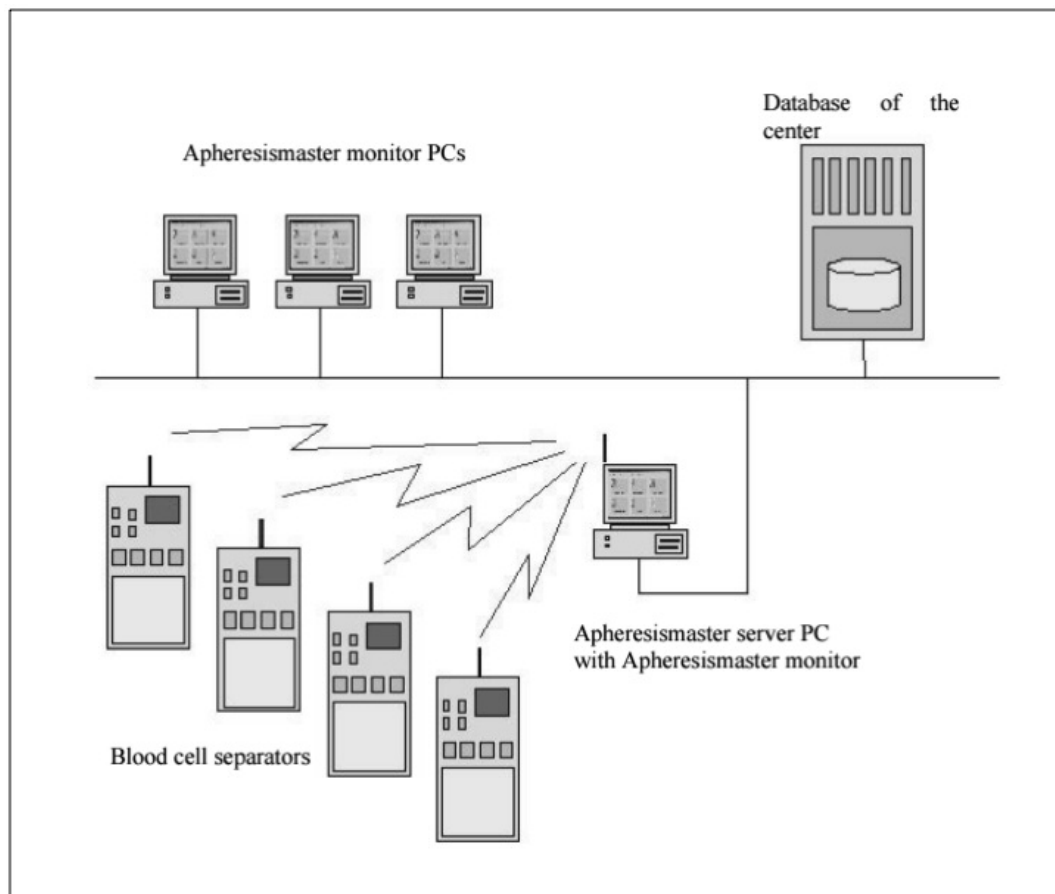 Database of the
center
Apheresismaster monitor PCs
Apheresismaster server PC
with Apheresismaster monitor
Blood cell separators